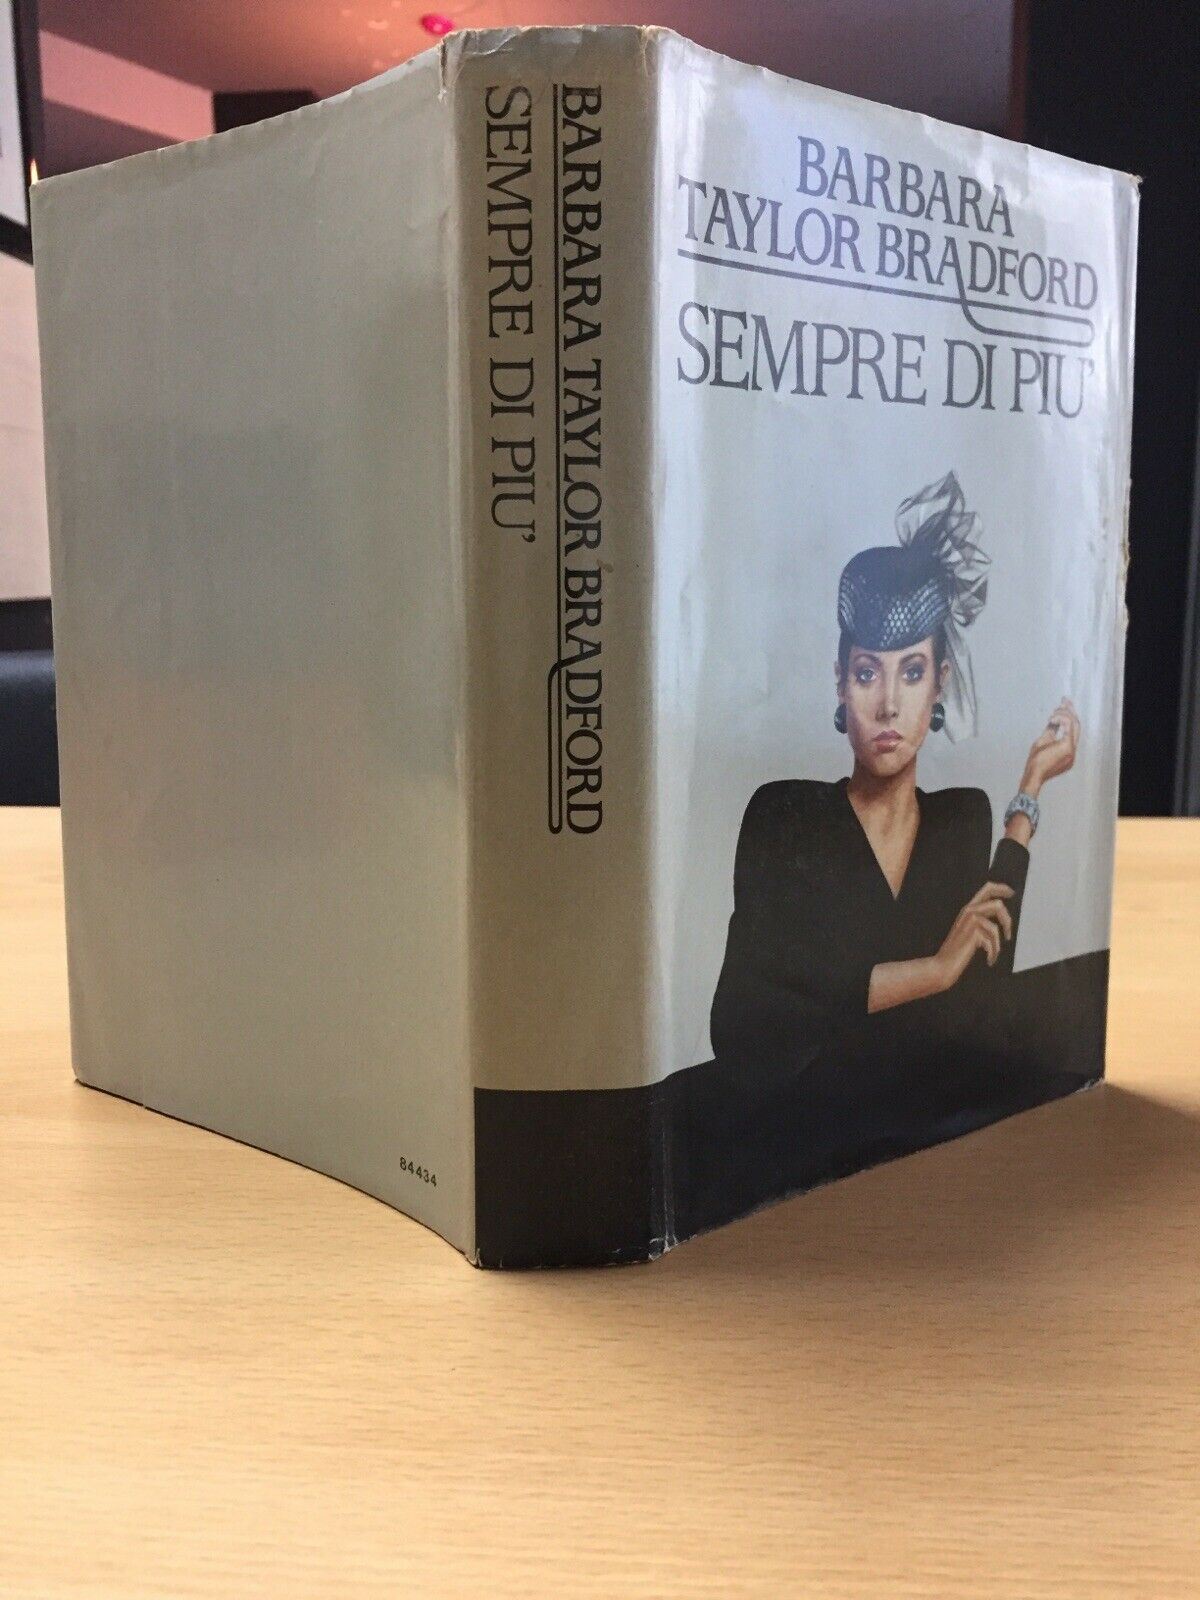 BARBARA TAYLOR BRADFORD
SEMPRE DI PIU'
BARBARA
TAYLOR BRADFORD
SEMPRE DI PIU'
84434